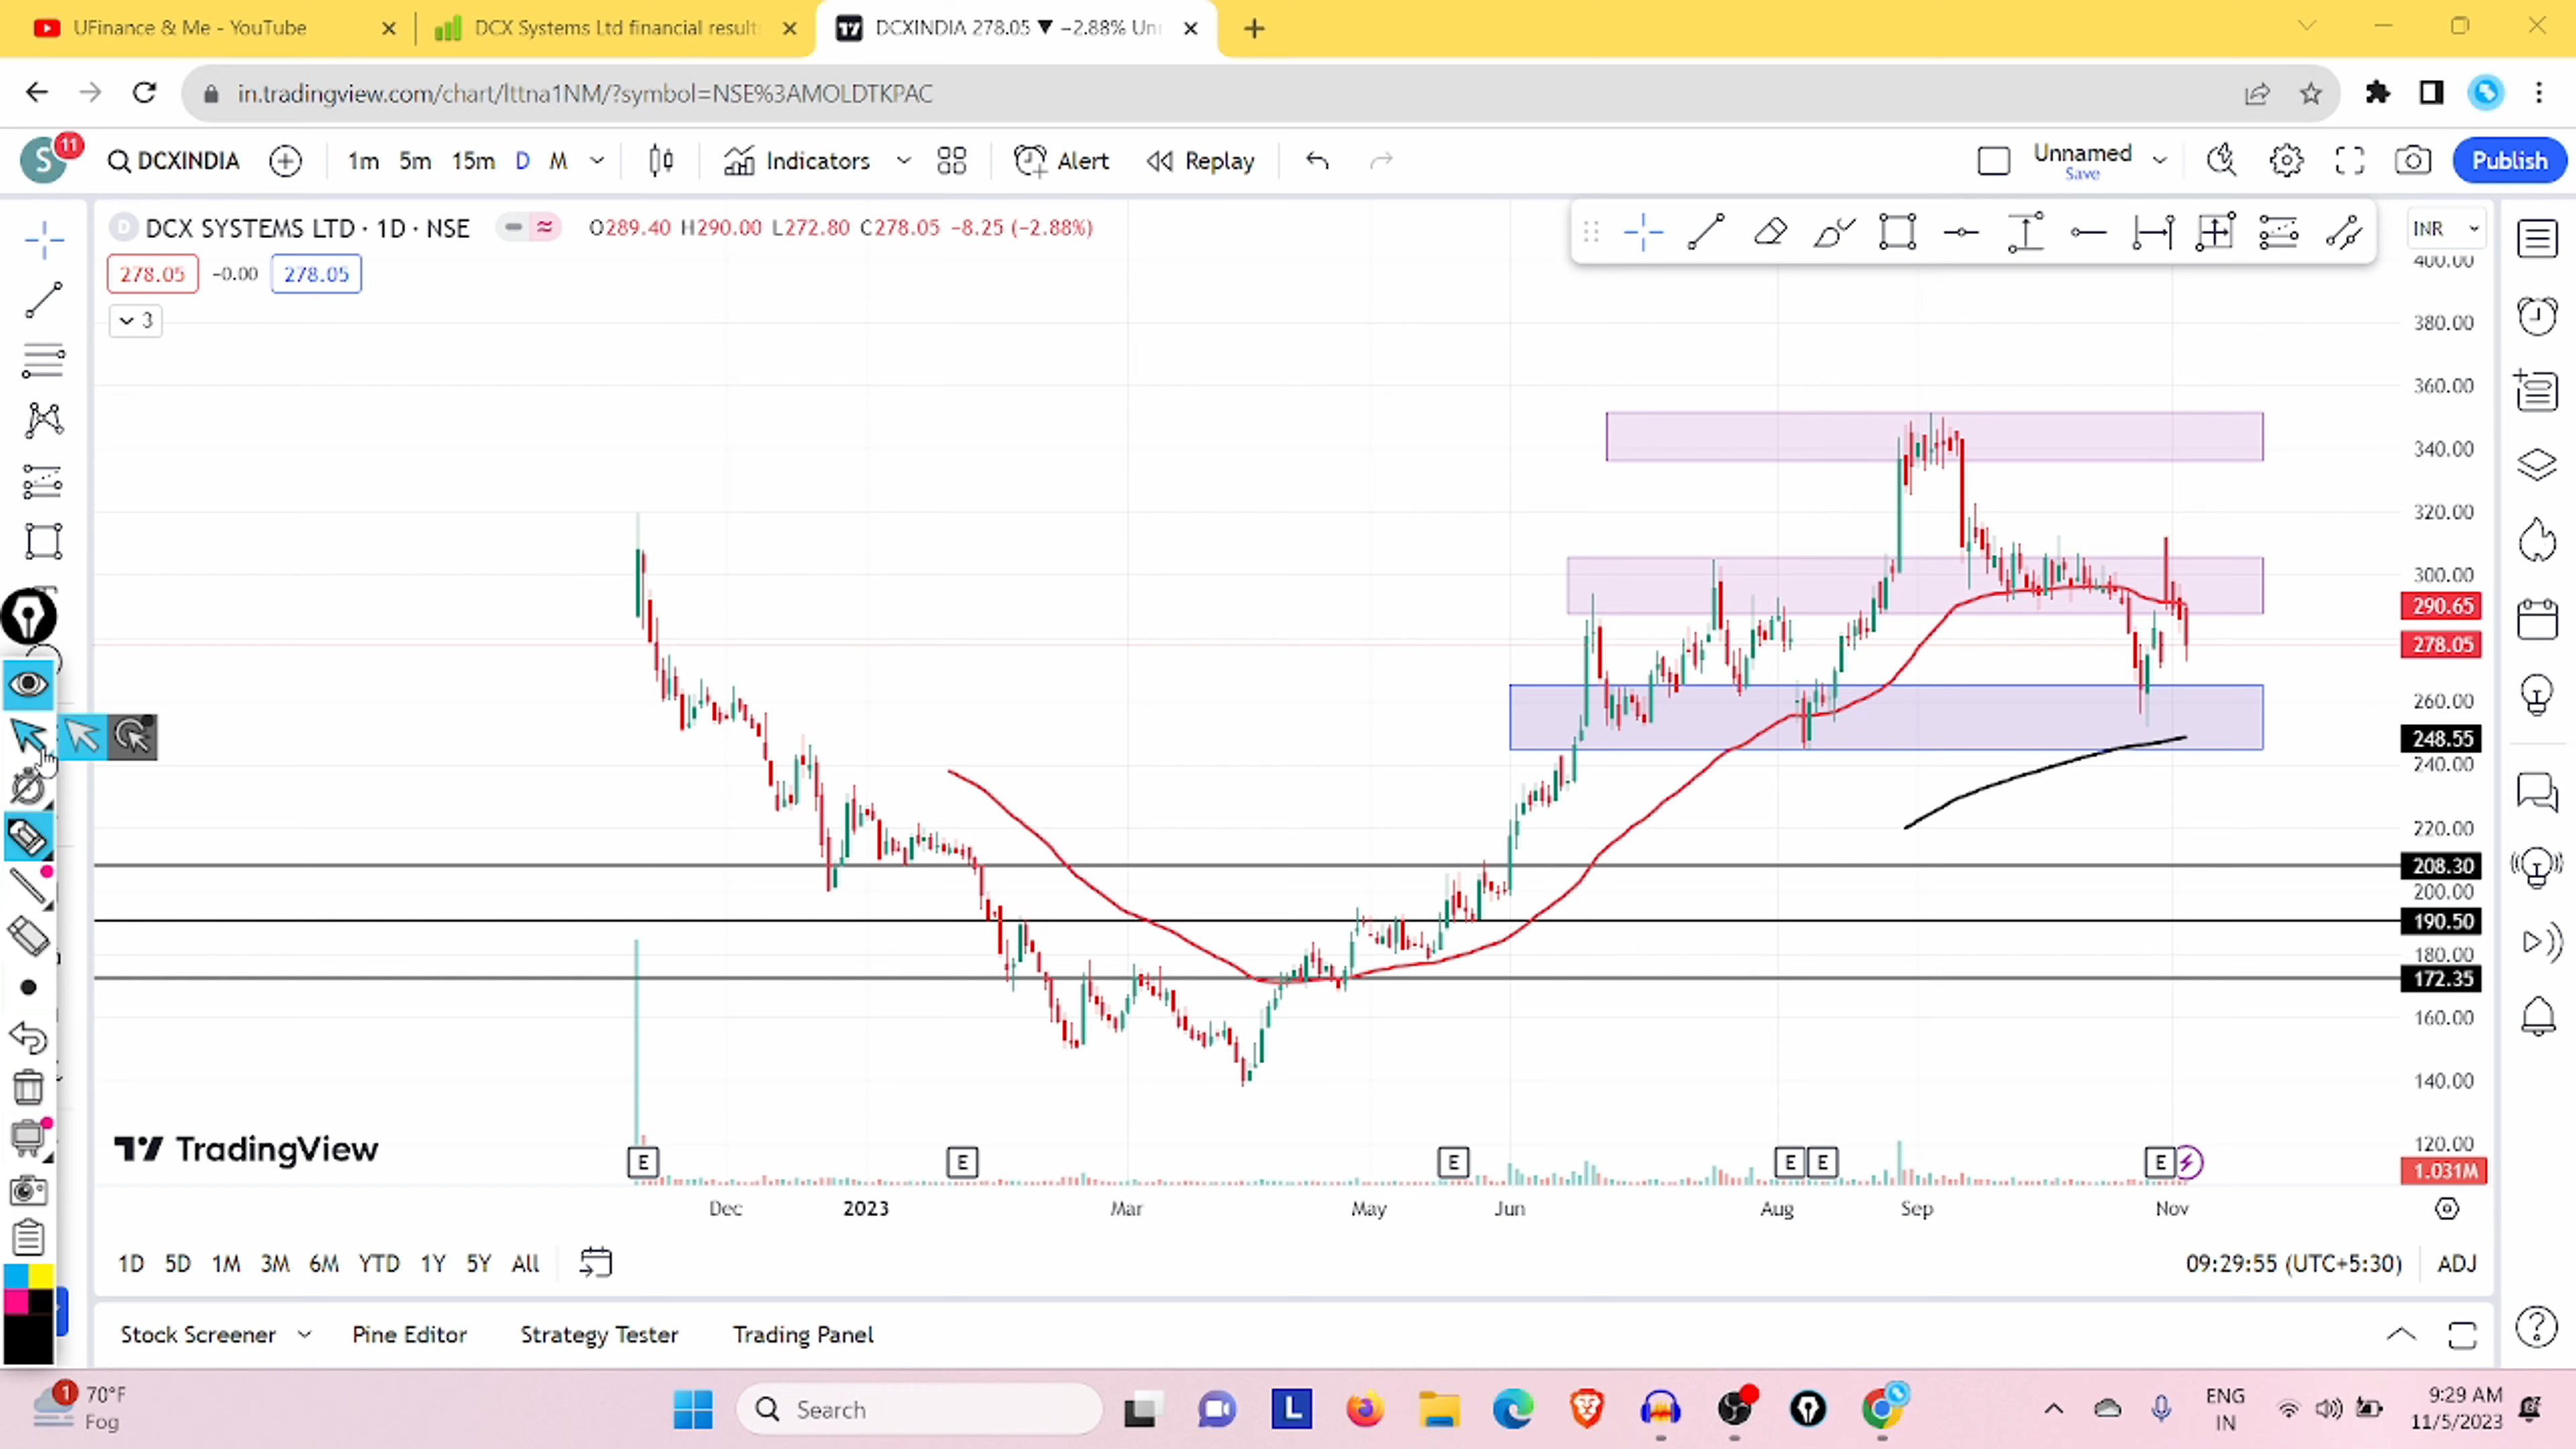 UFinance & Me - YouTube
DCX Systems Ltd financial result
DCXINDIA 278.05 ▼ −2.88% Un
in.tradingview.com/chart/lttna1NM/?symbol=NSE%3AMOLDTKPAC
S 11 DCXINDIA 1m 5m 15m D M Indicators Alert Replay Unnamed Save Publish
D DCX SYSTEMS LTD · 1D · NSE O289.40 H290.00 L272.80 C278.05 −8.25 (−2.88%) INR
278.05 −0.00 278.05
3
400.00
380.00
360.00
340.00
320.00
300.00
290.65
278.05
260.00
248.55
240.00
220.00
208.30
200.00
190.50
180.00
172.35
160.00
140.00
120.00
1.031M
TradingView
E E E E E E
Dec 2023 Mar May Jun Aug Sep Nov
1D 5D 1M 3M 6M YTD 1Y 5Y All 09:29:55 (UTC+5:30) ADJ
Stock Screener Pine Editor Strategy Tester Trading Panel
1 70°F
Fog
Search
L
ENG
IN
9:29 AM
11/5/2023